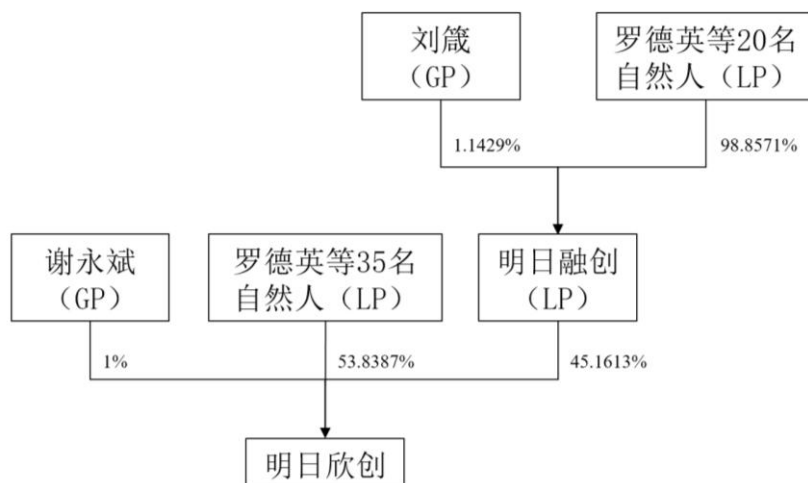 刘箴
（GP）
罗德英等20名
自然人（LP）
1.1429%
98.8571%
谢永斌
（GP）
罗德英等35名
自然人（LP）
明日融创
（LP）
1%
53.8387%
45.1613%
明日欣创